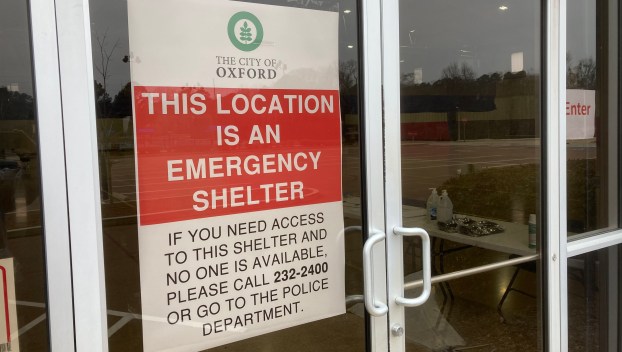 THE CITY OF
OXFORD
THIS LOCATION
IS AN
EMERGENCY
SHELTER
IF YOU NEED ACCESS
TO THIS SHELTER AND
NO ONE IS AVAILABLE,
PLEASE CALL 232-2400
OR GO TO THE POLICE
DEPARTMENT.
Enter